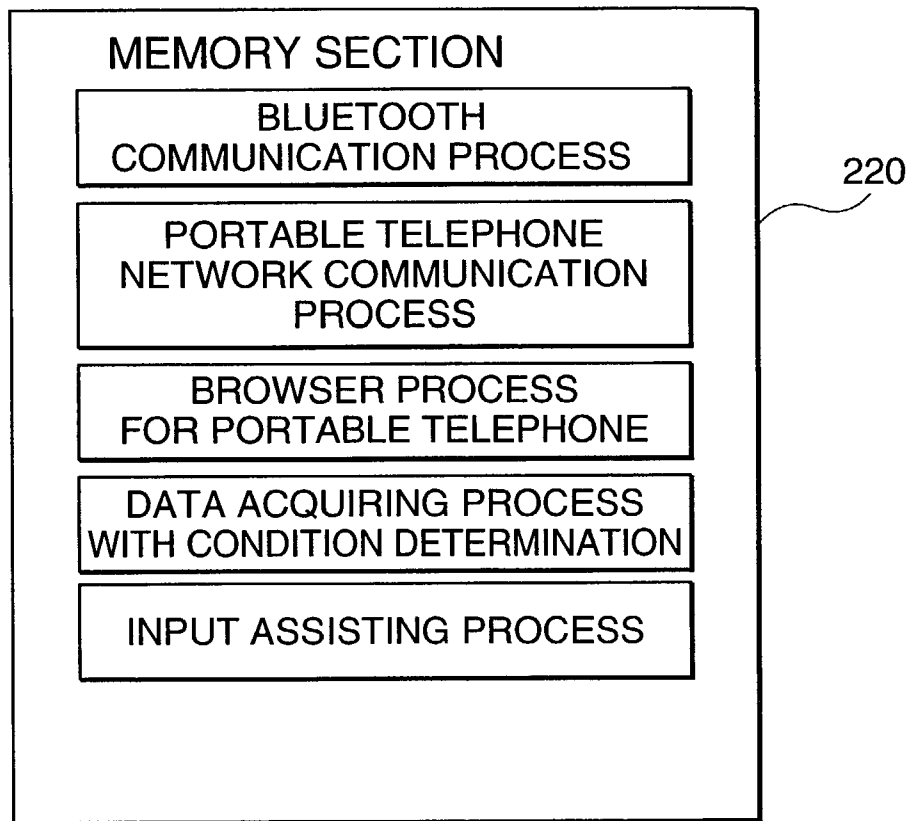 MEMORY SECTION
BLUETOOTH
COMMUNICATION PROCESS
220
PORTABLE TELEPHONE
NETWORK COMMUNICATION
PROCESS
BROWSER PROCESS
FOR PORTABLE TELEPHONE
DATA ACQUIRING PROCESS
WITH CONDITION DETERMINATION
INPUT ASSISTING PROCESS